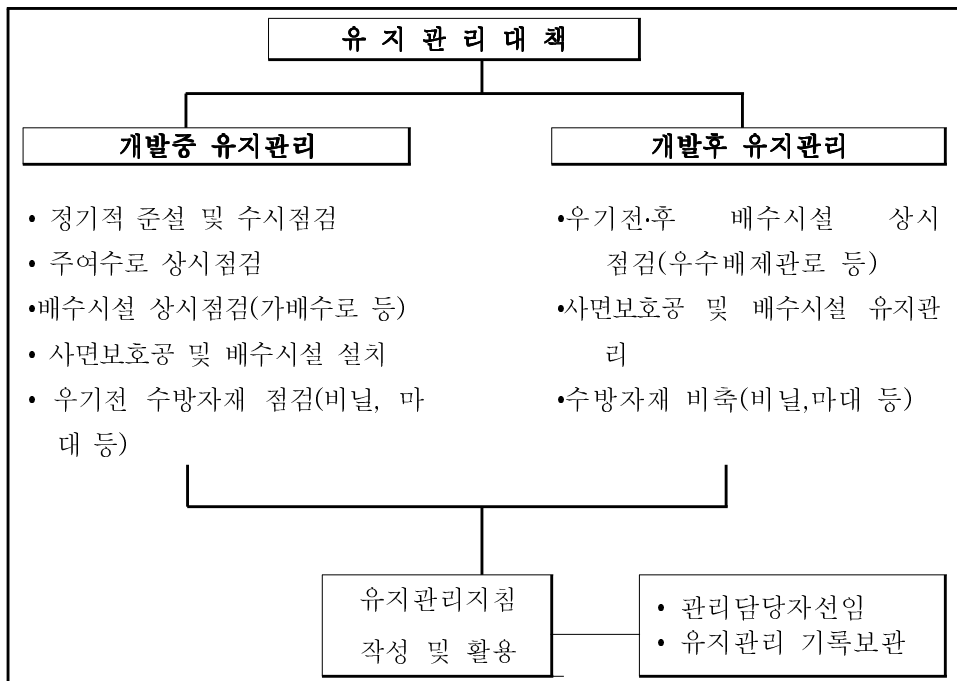 유 지 관 리 대 책
개발중 유지관리
• 정기적 준설 및 수시점검
• 주여수로 상시점검
•배수시설 상시점검(가배수로 등)
• 사면보호공 및 배수시설 설치
• 우기전 수방자재 점검(비닐, 마
대 등)
개발후 유지관리
•우기전·후 배수시설 상시
점검(우수배제관로 등)
•사면보호공 및 배수시설 유지관
리
•수방자재 비축(비닐,마대 등)
유지관리지침
작성 및 활용
• 관리담당자선임
• 유지관리 기록보관